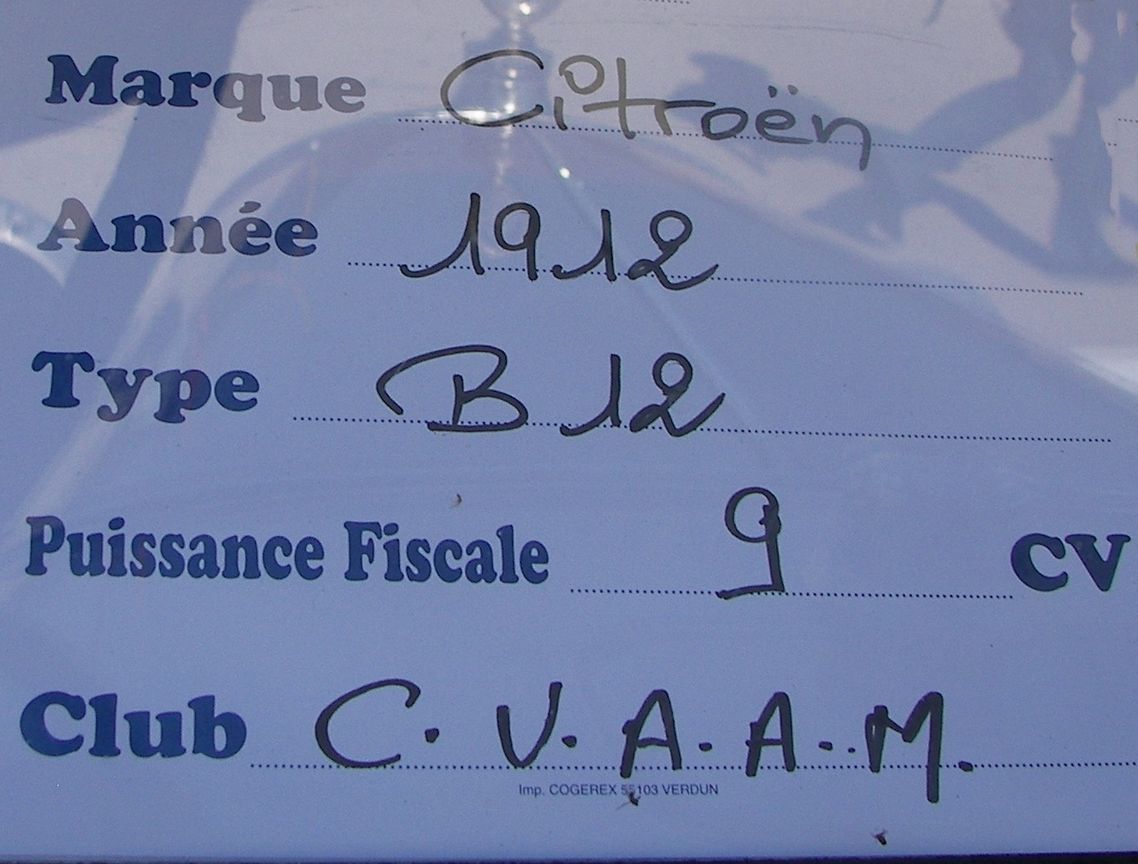 Marque Citroën
Année 1912
Type B12
Puissance Fiscale 9 CV
Club C.V.A.A.M.
Imp. COGEREX 55103 VERDUN